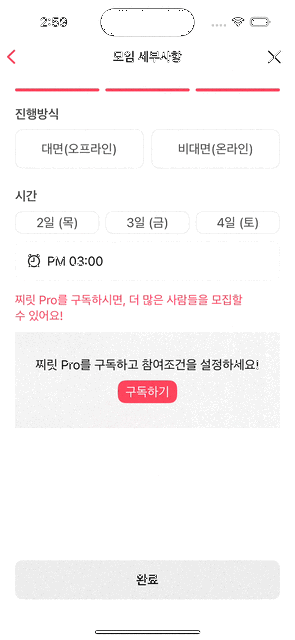 2:59
모임 세부사항
진행방식
대면(오프라인)
비대면(온라인)
시간
2일 (목)
3일 (금)
4일 (토)
PM 03:00
찌릿 Pro를 구독하시면, 더 많은 사람들을 모집할
수 있어요!
찌릿 Pro를 구독하고 참여조건을 설정하세요!
구독하기
완료